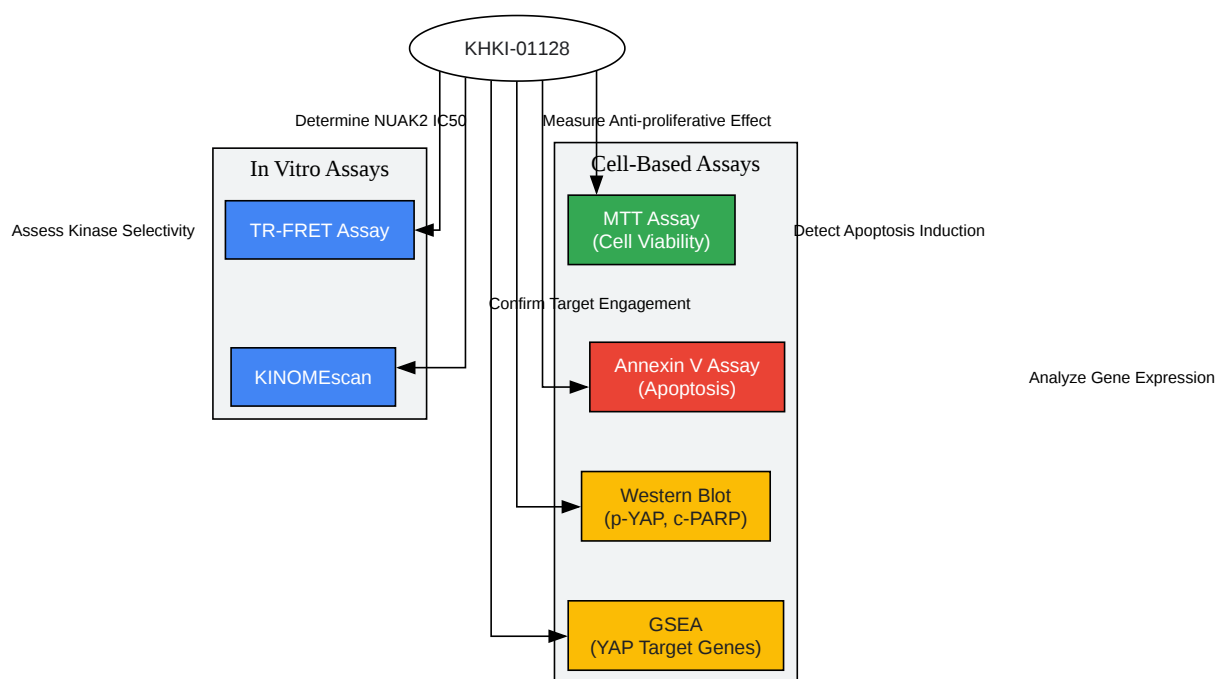 KHKI-01128
Determine NUAK2 IC50
Measure Anti-proliferative Effect
In Vitro Assays
Cell-Based Assays
Assess Kinase Selectivity
TR-FRET Assay
MTT Assay
(Cell Viability)
Detect Apoptosis Induction
Confirm Target Engagement
KINOMEscan
Annexin V Assay
(Apoptosis)
Analyze Gene Expression
Western Blot
(p-YAP, c-PARP)
GSEA
(YAP Target Genes)